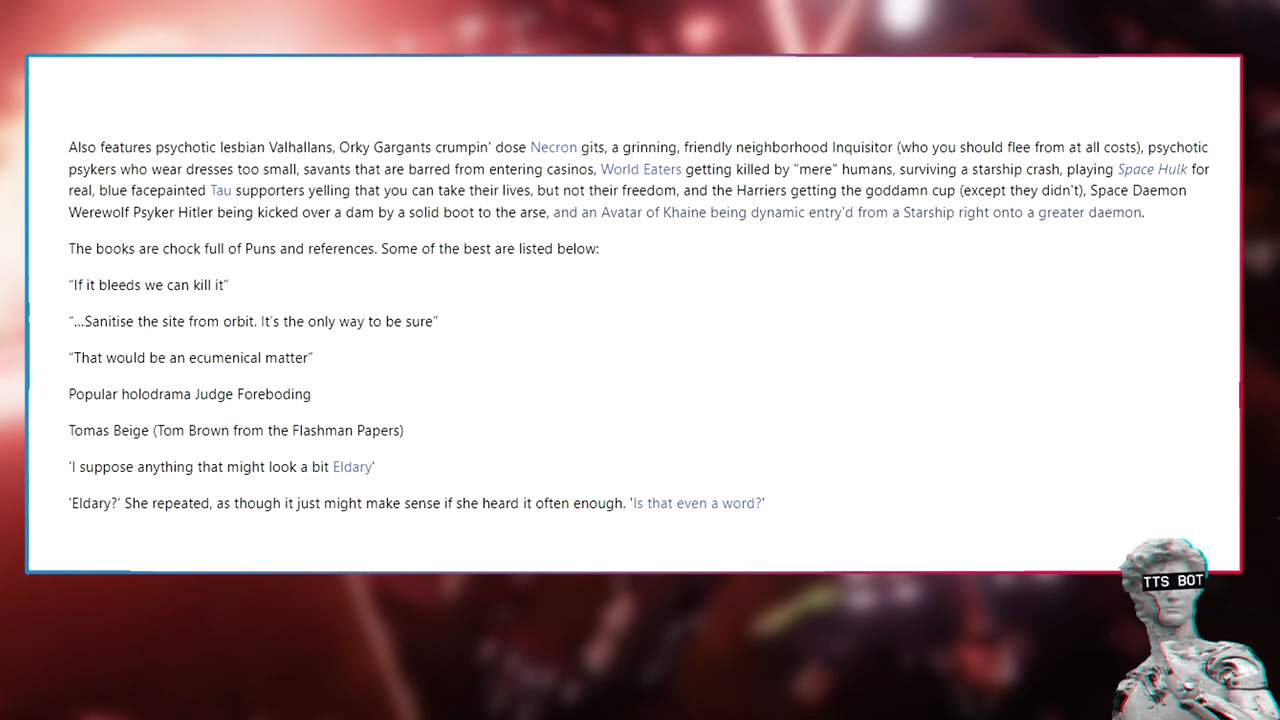 Also features psychotic lesbian Valhallans, Orky Gargants crumpin' dose Necron gits, a grinning, friendly neighborhood Inquisitor (who you should flee from at all costs), psychotic
psykers who wear dresses too small, savants that are barred from entering casinos, World Eaters getting killed by "mere" humans, surviving a starship crash, playing Space Hulk for
real, blue facepainted Tau supporters yelling that you can take their lives, but not their freedom, and the Harriers getting the goddamn cup (except they didn't), Space Daemon
Werewolf Psyker Hitler being kicked over a dam by a solid boot to the arse, and an Avatar of Khaine being dynamic entry'd from a Starship right onto a greater daemon.
The books are chock full of Puns and references. Some of the best are listed below:
“If it bleeds we can kill it”
“...Sanitise the site from orbit. It’s the only way to be sure”
“That would be an ecumenical matter”
Popular holodrama Judge Foreboding
Tomas Beige (Tom Brown from the Flashman Papers)
'I suppose anything that might look a bit Eldary'
'Eldary?' She repeated, as though it just might make sense if she heard it often enough. 'Is that even a word?'
TTS BOT